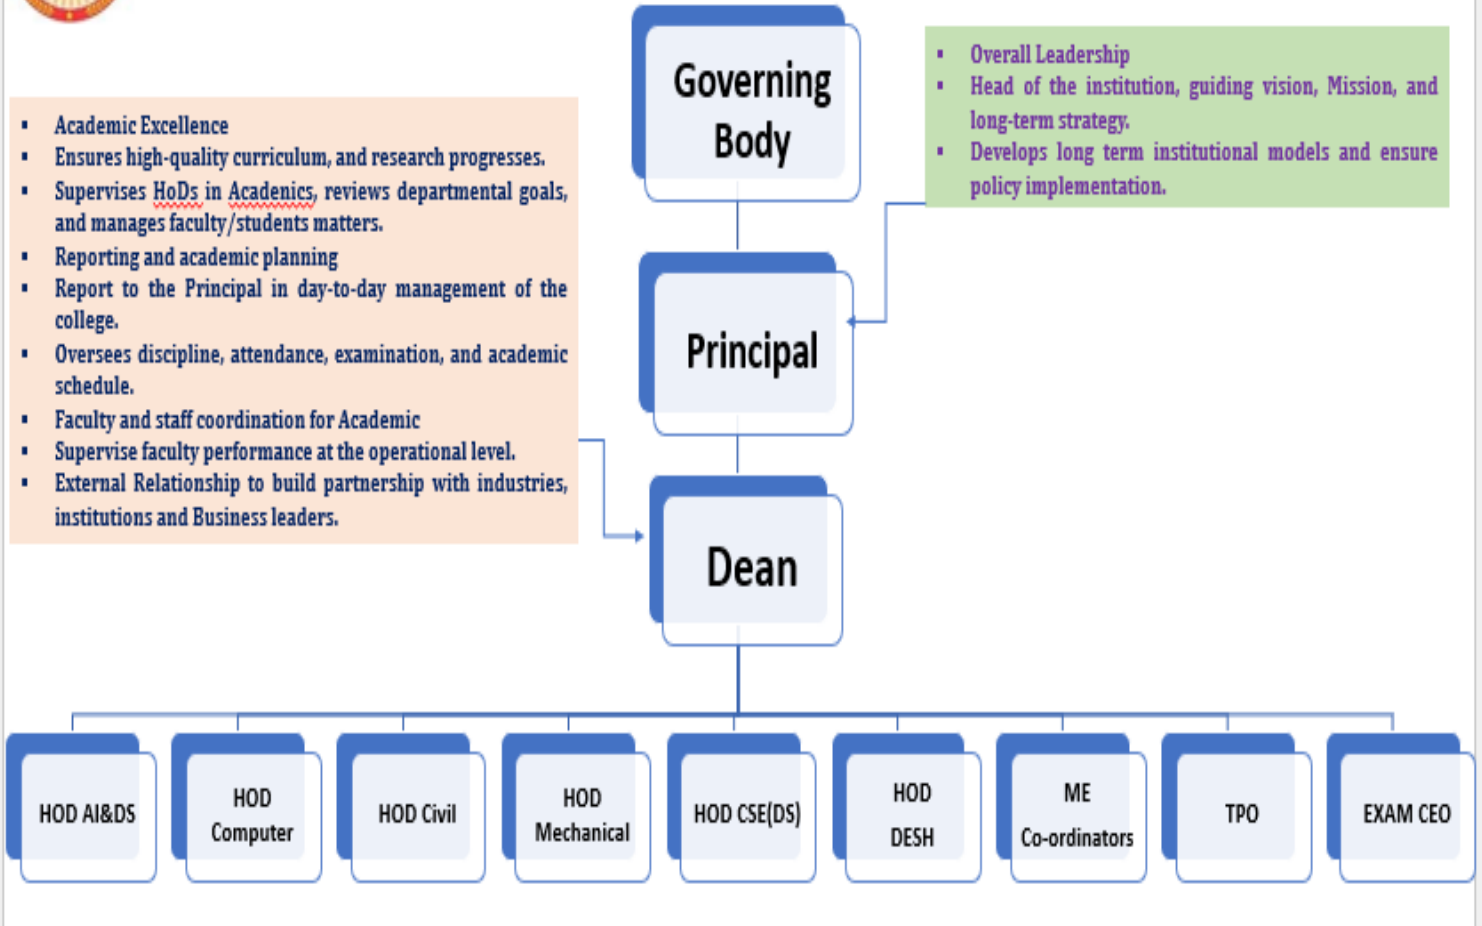 Governing
Body
▪ Overall Leadership
▪ Head of the institution, guiding vision, Mission, and
long-term strategy.
▪ Develops long term institutional models and ensure
policy implementation.
▪ Academic Excellence
▪ Ensures high-quality curriculum, and research progresses.
▪ Supervises HoDs in Acadenics, reviews departmental goals,
and manages faculty/students matters.
▪ Reporting and academic planning
▪ Report to the Principal in day-to-day management of the
college.
▪ Oversees discipline, attendance, examination, and academic
schedule.
▪ Faculty and staff coordination for Academic
▪ Supervise faculty performance at the operational level.
▪ External Relationship to build partnership with industries,
institutions and Business leaders.
Principal
Dean
HOD AI&DS
HOD
Computer
HOD Civil
HOD
Mechanical
HOD CSE(DS)
HOD
DESH
ME
Co-ordinators
TPO
EXAM CEO